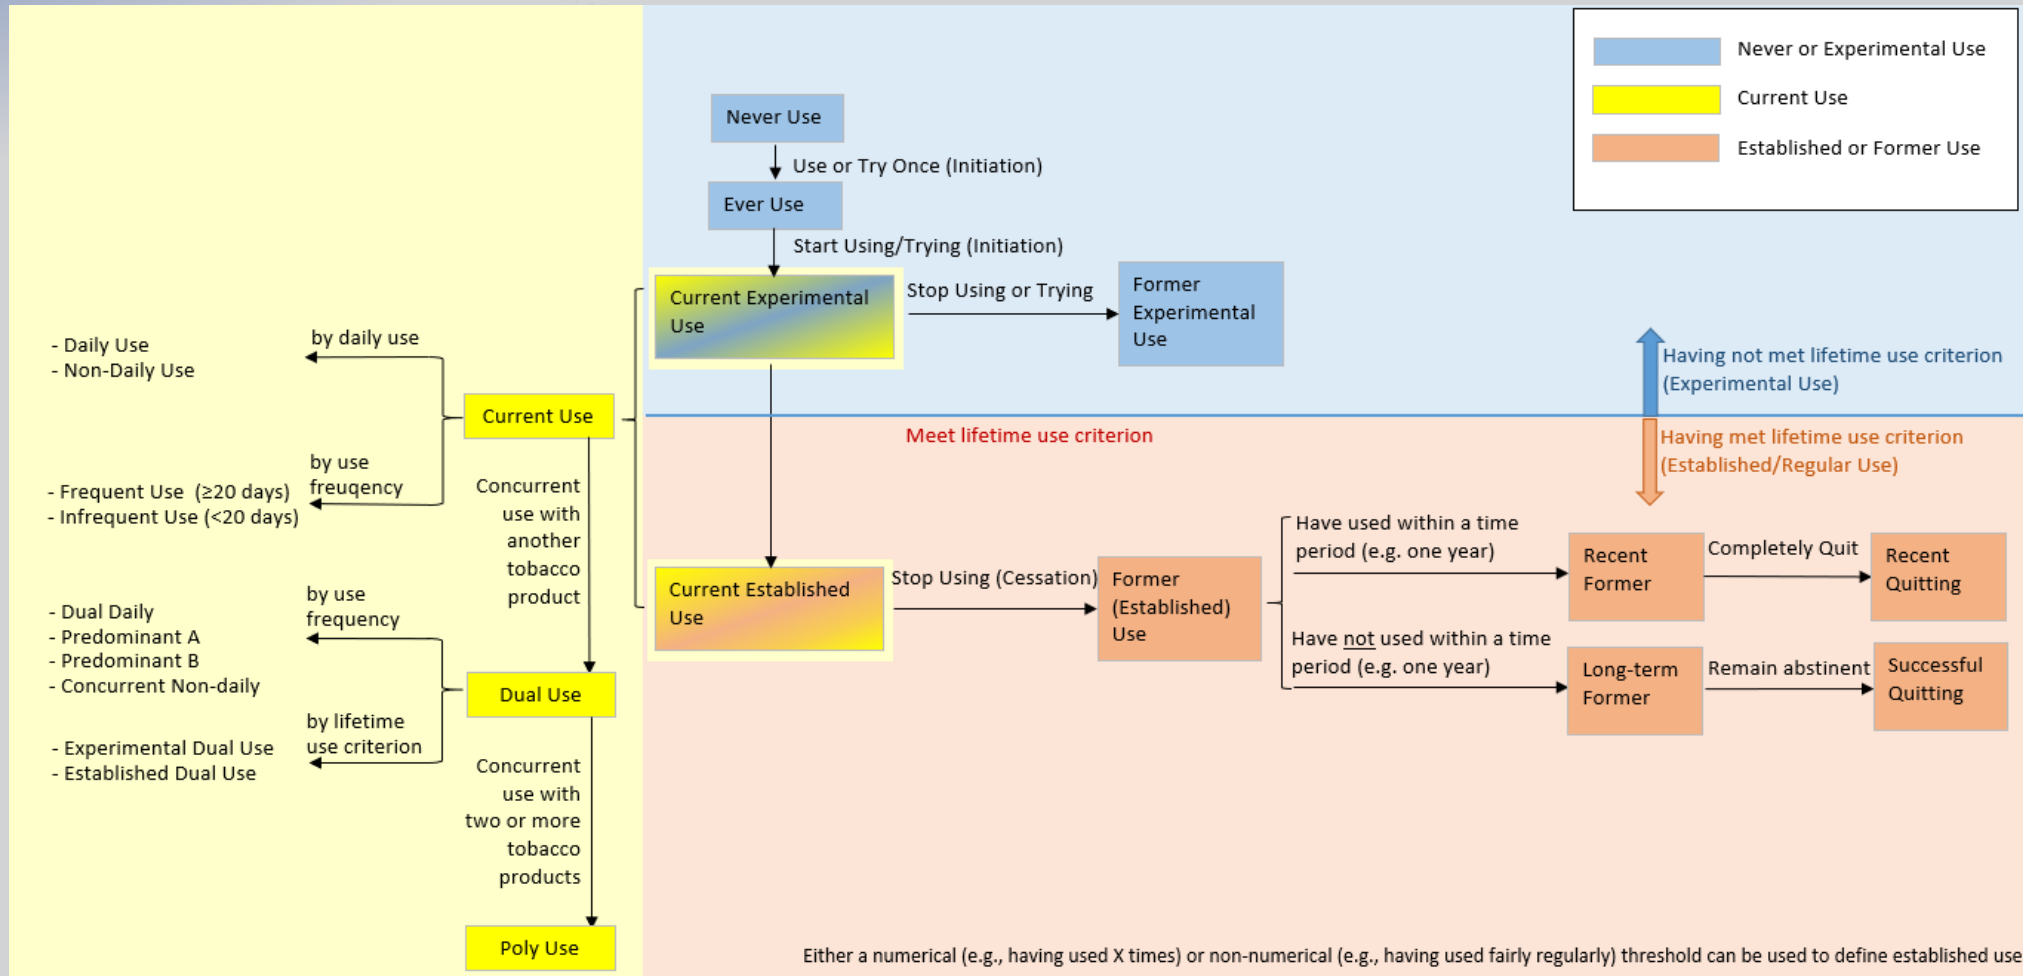 Never or Experimental Use
Current Use
Established or Former Use
Never Use
Use or Try Once (Initiation)
Ever Use
Start Using/Trying (Initiation)
Current Experimental
Use
Stop Using or Trying
Former
Experimental
Use
Having not met lifetime use criterion
(Experimental Use)
Having met lifetime use criterion
(Established/Regular Use)
Meet lifetime use criterion
- Daily Use
- Non-Daily Use
by daily use
Current Use
by use
freuqency
- Frequent Use (≥20 days)
- Infrequent Use (<20 days)
Concurrent
use with
another
tobacco
product
Current Established
Use
Stop Using (Cessation)
Former
(Established)
Use
Have used within a time
period (e.g. one year)
Recent
Former
Completely Quit
Recent
Quitting
Have not used within a time
period (e.g. one year)
Long-term
Former
Remain abstinent
Successful
Quitting
- Dual Daily
- Predominant A
- Predominant B
- Concurrent Non-daily
by use
frequency
Dual Use
by lifetime
use criterion
- Experimental Dual Use
- Established Dual Use
Concurrent
use with
two or more
tobacco
products
Poly Use
Either a numerical (e.g., having used X times) or non-numerical (e.g., having used fairly regularly) threshold can be used to define established use